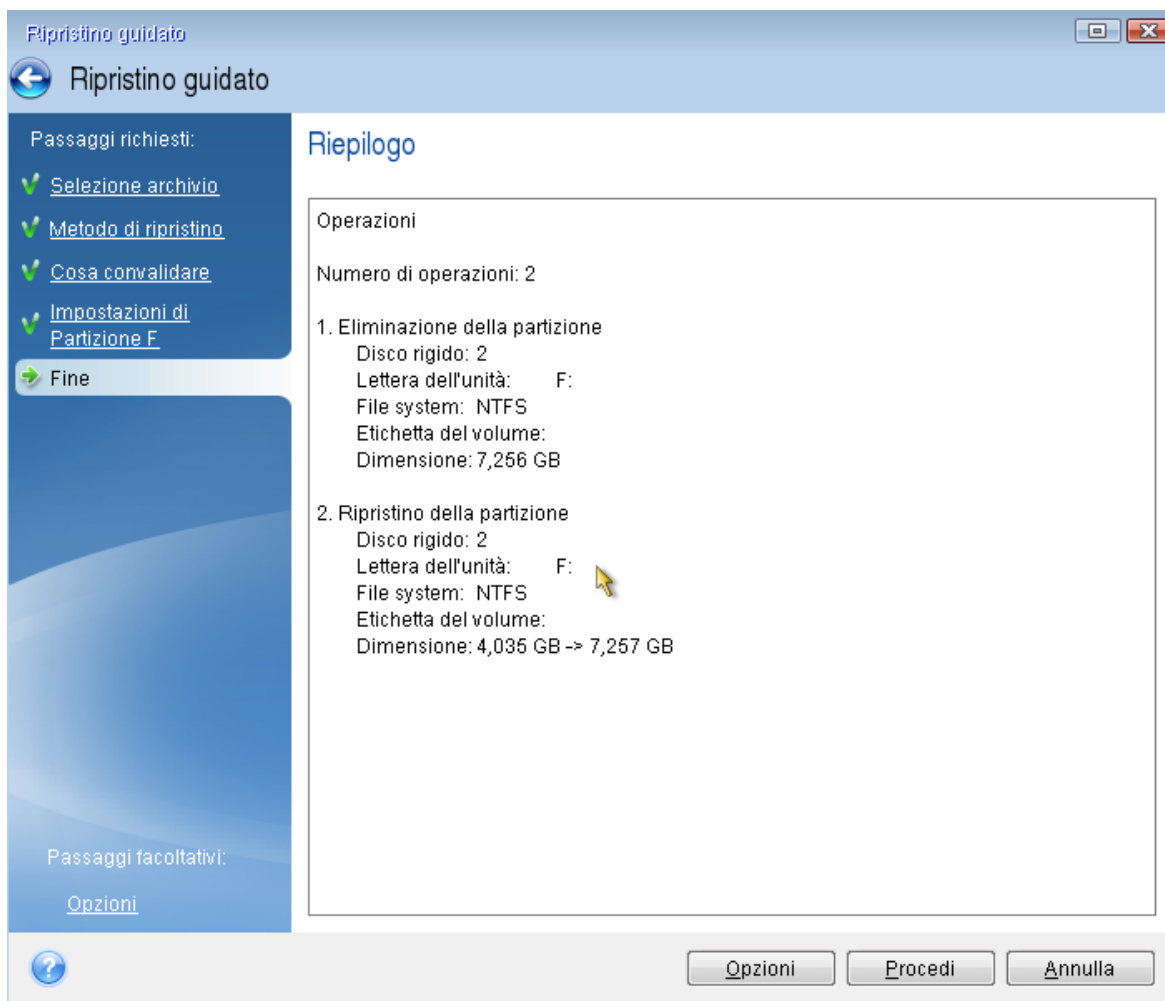 Ripristino guidato
Ripristino guidato
Passaggi richiesti:
Selezione archivio
Metodo di ripristino
Cosa convalidare
Impostazioni di
Partizione F
Fine
Passaggi facoltativi:
Opzioni
Riepilogo
Operazioni
Numero di operazioni: 2
1. Eliminazione della partizione
Disco rigido: 2
Lettera dell'unità: F:
File system: NTFS
Etichetta del volume:
Dimensione: 7,256 GB
2. Ripristino della partizione
Disco rigido: 2
Lettera dell'unità: F:
File system: NTFS
Etichetta del volume:
Dimensione: 4,035 GB -> 7,257 GB
Opzioni
Procedi
Annulla